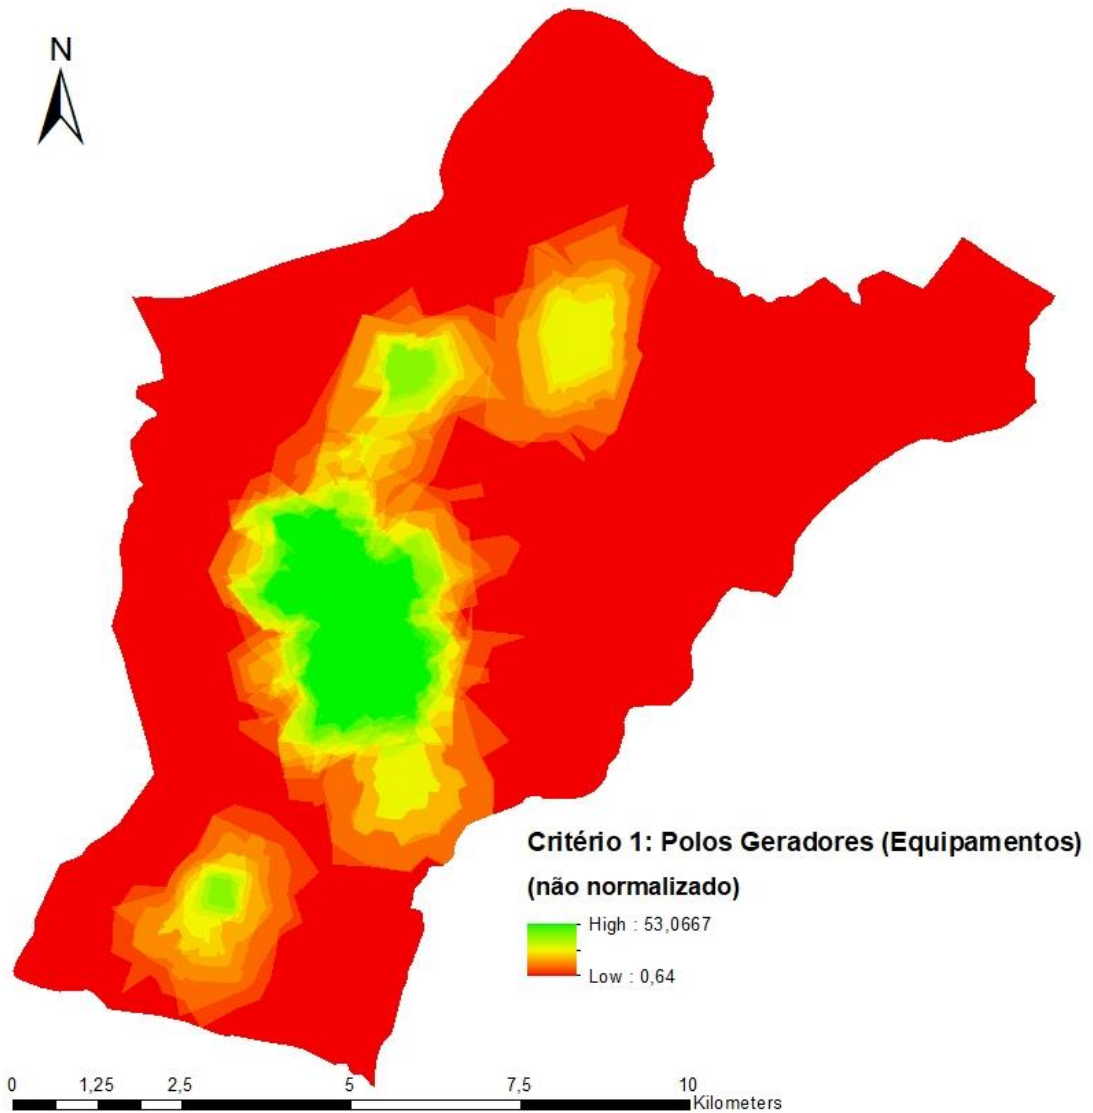 N
Critério 1: Polos Geradores (Equipamentos)
(não normalizado)
High : 53,0667
Low : 0,64
0 1,25 2,5 5 7,5 10
Kilometers